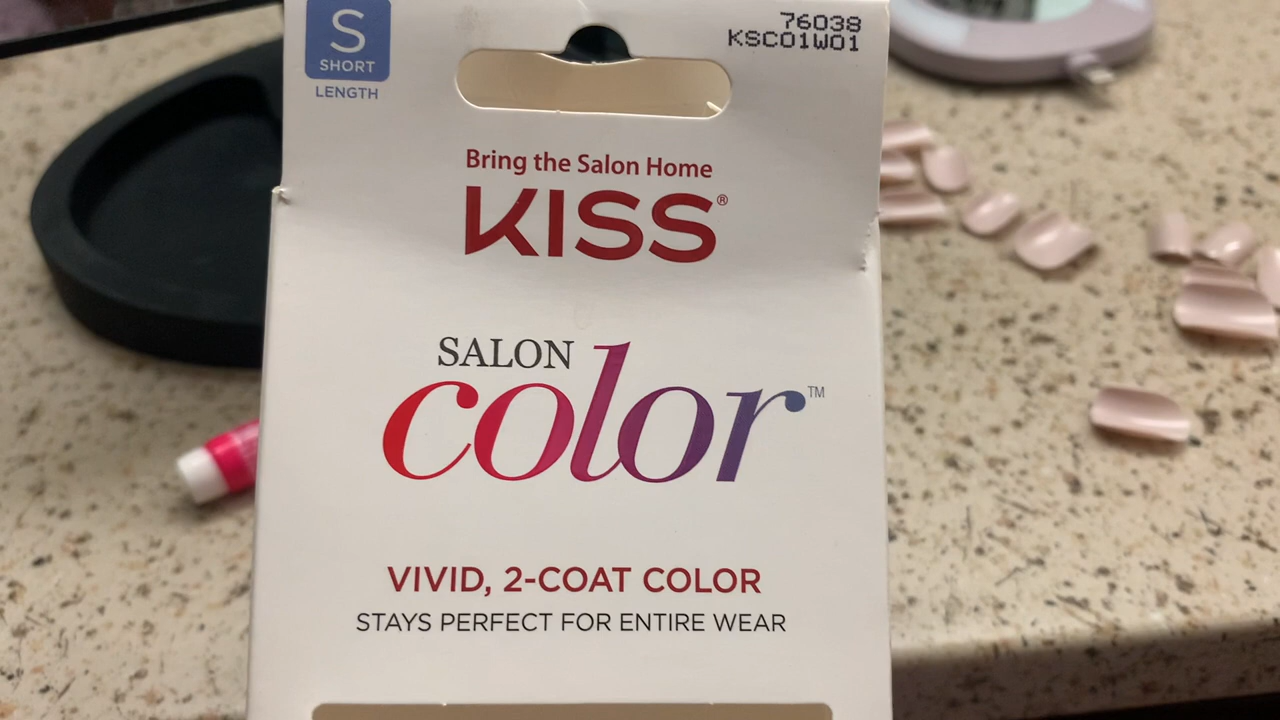 S
SHORT
LENGTH
76038
KSC01W01
Bring the Salon Home
KISS®
SALON
color™
VIVID, 2-COAT COLOR
STAYS PERFECT FOR ENTIRE WEAR